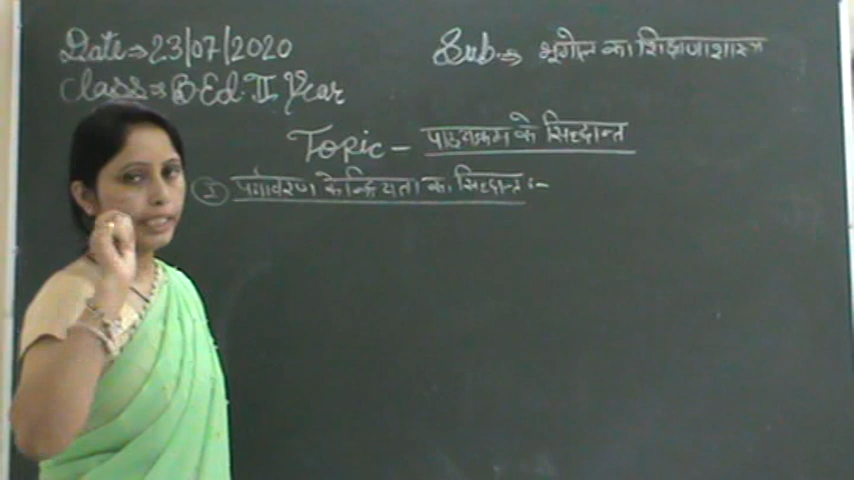 Date→23/07/2020
Sub.→ भूगोल का शिक्षाणाशास्त्र
Class→ B.Ed. II Year
Topic – पाठ्यक्रम के सिद्धान्त
① पर्यावरण केन्द्रियता का सिद्धान्त :–